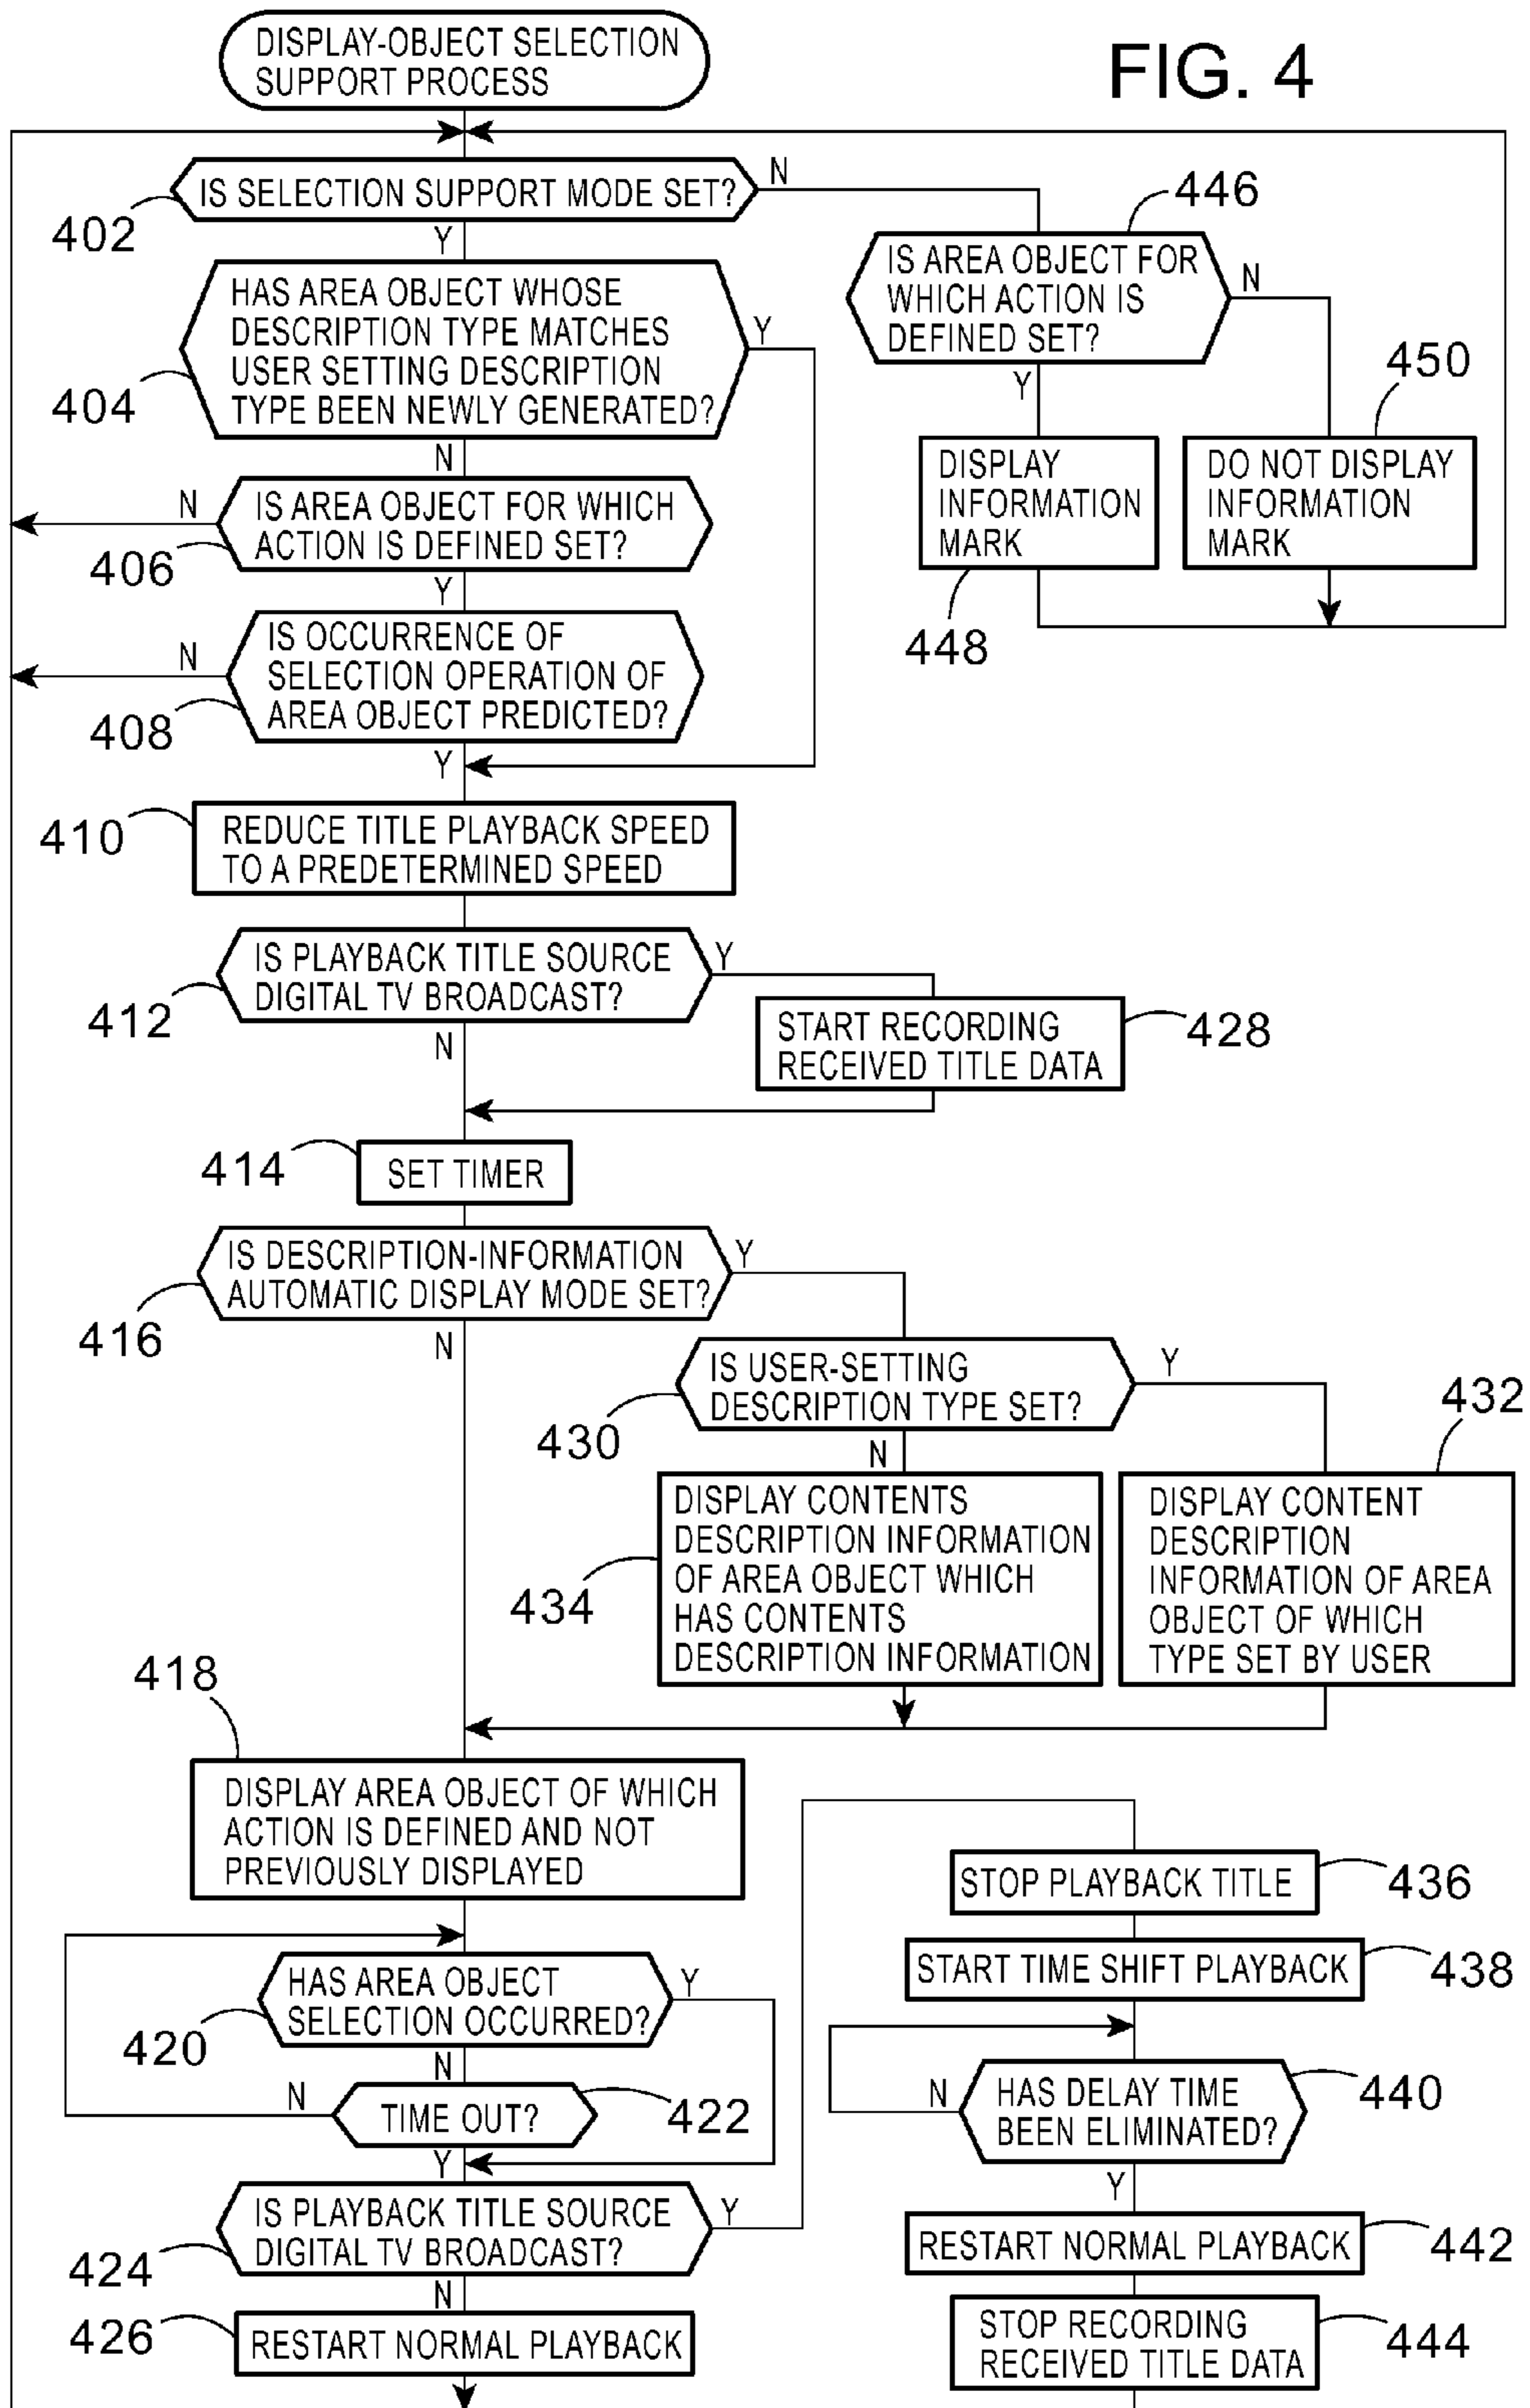 DISPLAY-OBJECT SELECTION
SUPPORT PROCESS
FIG. 4
IS SELECTION SUPPORT MODE SET?
N
402
Y
446
IS AREA OBJECT FOR
WHICH ACTION IS
DEFINED SET?
N
Y
HAS AREA OBJECT WHOSE
DESCRIPTION TYPE MATCHES
USER SETTING DESCRIPTION
TYPE BEEN NEWLY GENERATED?
Y
404
N
450
DISPLAY
INFORMATION
MARK
448
DO NOT DISPLAY
INFORMATION
MARK
IS AREA OBJECT FOR WHICH
ACTION IS DEFINED SET?
N
406
Y
IS OCCURRENCE OF
SELECTION OPERATION OF
AREA OBJECT PREDICTED?
N
408
Y
410
REDUCE TITLE PLAYBACK SPEED
TO A PREDETERMINED SPEED
IS PLAYBACK TITLE SOURCE
DIGITAL TV BROADCAST?
Y
412
N
START RECORDING
RECEIVED TITLE DATA
428
414
SET TIMER
IS DESCRIPTION-INFORMATION
AUTOMATIC DISPLAY MODE SET?
Y
416
N
IS USER-SETTING
DESCRIPTION TYPE SET?
Y
430
N
432
DISPLAY CONTENTS
DESCRIPTION INFORMATION
OF AREA OBJECT WHICH
HAS CONTENTS
DESCRIPTION INFORMATION
434
DISPLAY CONTENT
DESCRIPTION
INFORMATION OF AREA
OBJECT OF WHICH
TYPE SET BY USER
418
DISPLAY AREA OBJECT OF WHICH
ACTION IS DEFINED AND NOT
PREVIOUSLY DISPLAYED
HAS AREA OBJECT
SELECTION OCCURRED?
Y
420
N
TIME OUT?
N
422
Y
IS PLAYBACK TITLE SOURCE
DIGITAL TV BROADCAST?
Y
424
N
426
RESTART NORMAL PLAYBACK
STOP PLAYBACK TITLE
436
START TIME SHIFT PLAYBACK
438
HAS DELAY TIME
BEEN ELIMINATED?
N
440
Y
RESTART NORMAL PLAYBACK
442
STOP RECORDING
RECEIVED TITLE DATA
444